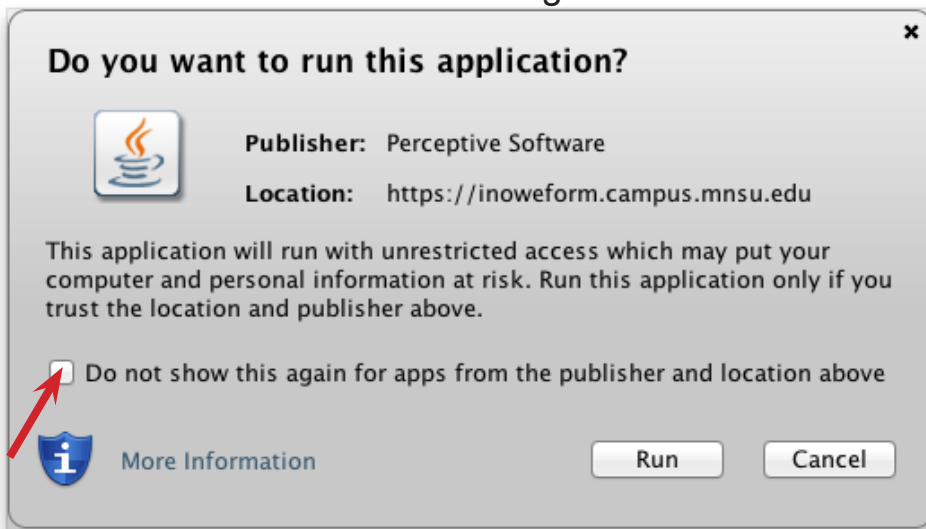 Do you want to run this application?
Publisher: Perceptive Software
Location: https://inoweform.campus.mnsu.edu
This application will run with unrestricted access which may put your
computer and personal information at risk. Run this application only if you
trust the location and publisher above.
Do not show this again for apps from the publisher and location above
More Information
Run
Cancel